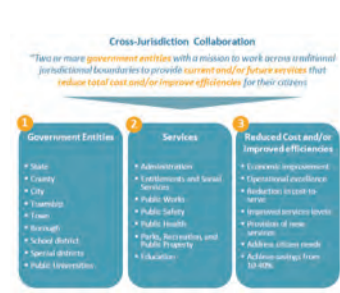 Cross-Jurisdiction Collaboration
"Two or more government entities with a mission to work across traditional
jurisdictional boundaries to provide current and/or future services that
reduce total cost and/or improve efficiencies for their citizens
1
Government Entities
• State
• County
• City
• Township
• Town
• Borough
• School district
• Special districts
• Public Universities
2
Services
• Administration
• Entitlements and Social
Services
• Public Works
• Public Safety
• Public Health
• Parks, Recreation, and
Public Property
• Education
3
Reduced Cost and/or
Improved efficiencies
• Economic improvement
• Operational excellence
• Reduction in cost-to-
serve
• Improved services levels
• Provision of new
services
• Address citizen needs
• Achieve savings from